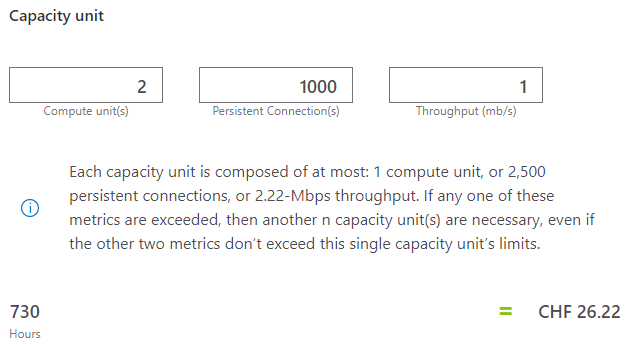 Capacity unit
2 1000 1
Compute unit(s) Persistent Connection(s) Throughput (mb/s)
Each capacity unit is composed of at most: 1 compute unit, or 2,500
persistent connections, or 2.22-Mbps throughput. If any one of these
metrics are exceeded, then another n capacity unit(s) are necessary, even if
the other two metrics don't exceed this single capacity unit's limits.
730 = CHF 26.22
Hours